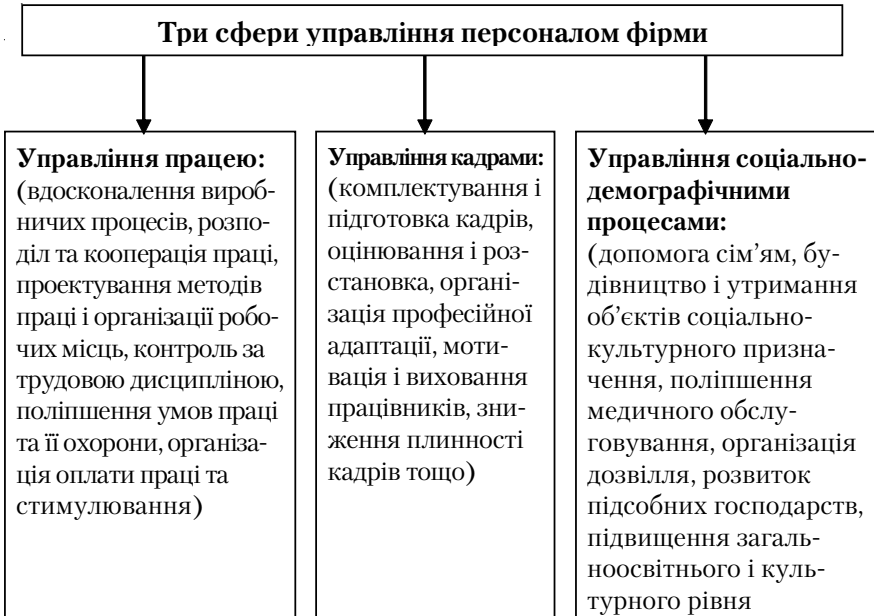 Три сфери управління персоналом фірми
Управління працею:
(вдосконалення вироб-
ничих процесів, розпо-
діл та кооперація праці,
проектування методів
праці і організації робо-
чих місць, контроль за
трудовою дисципліною,
поліпшення умов праці
та її охорони, організа-
ція оплати праці та
стимулювання)
Управління кадрами:
(комплектування і
підготовка кадрів,
оцінювання і роз-
становка, органі-
зація професійної
адаптації, моти-
вація і виховання
працівників, зни-
ження плинності
кадрів тощо)
Управління соціально-
демографічними
процесами:
(допомога сім’ям, бу-
дівництво і утримання
об’єктів соціально-
культурного призна-
чення, поліпшення
медичного обслу-
говування, організація
дозвілля, розвиток
підсобних господарств,
підвищення загаль-
ноосвітнього і куль-
турного рівня